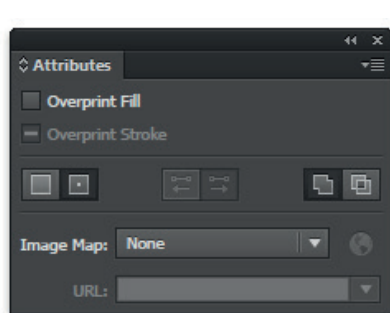 Attributes
Overprint Fill
Overprint Stroke
Image Map: None
URL: